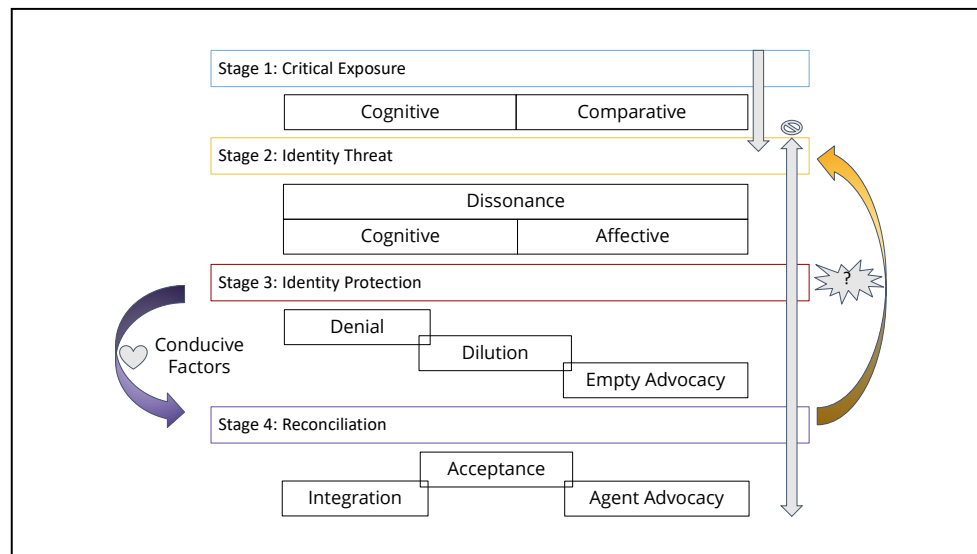 Stage 1: Critical Exposure
Cognitive
Comparative
Stage 2: Identity Threat
Dissonance
Cognitive
Affective
Stage 3: Identity Protection
?
Denial
Dilution
Empty Advocacy
Conducive
Factors
Stage 4: Reconciliation
Acceptance
Integration
Agent Advocacy